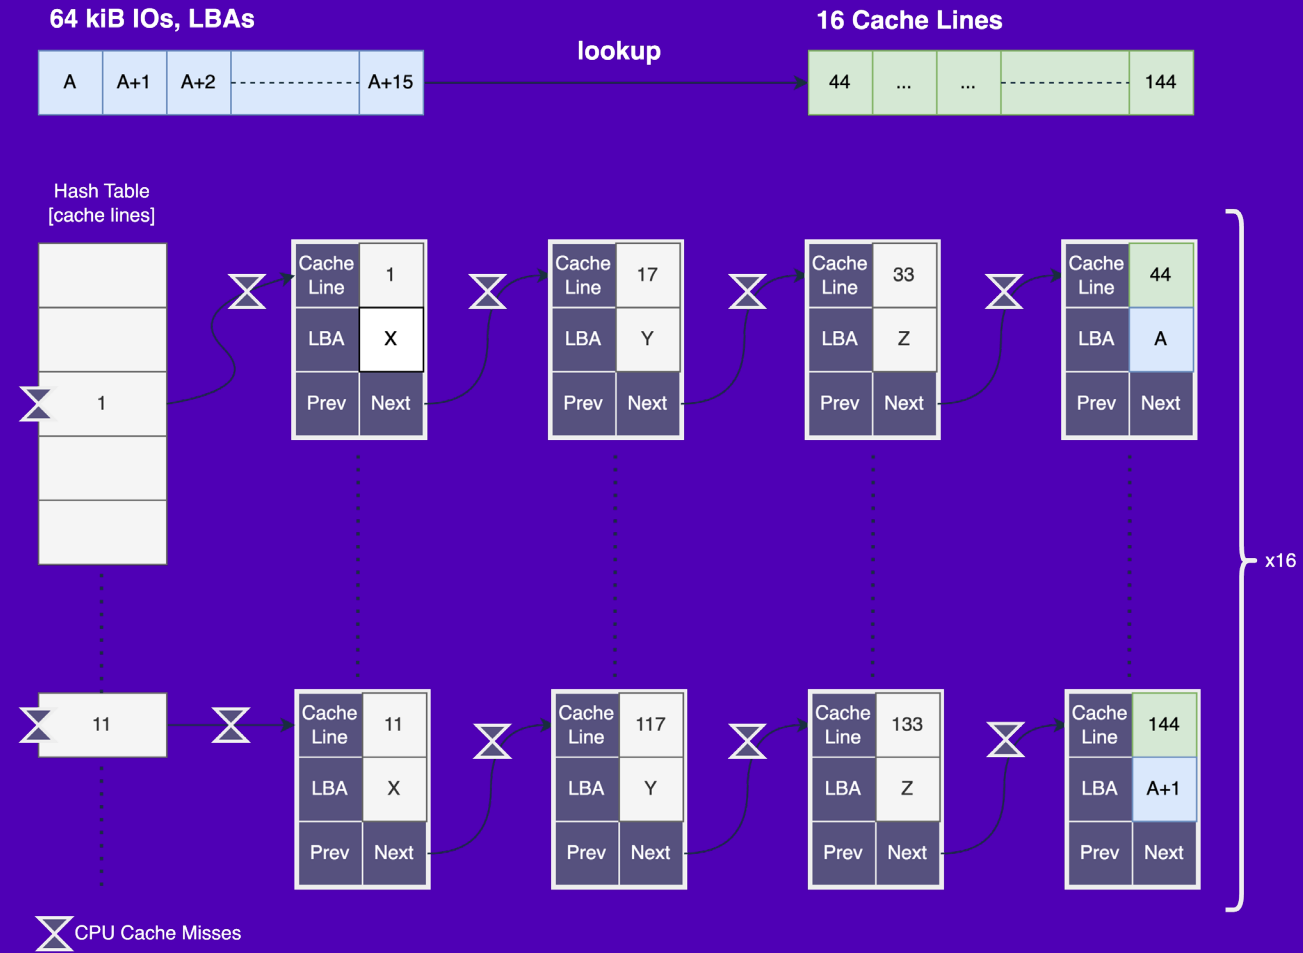 64 kiB IOs, LBAs
16 Cache Lines
lookup
A A+1 A+2 A+15
44 ... ... 144
Hash Table
[cache lines]
1
Cache
Line
1
LBA
X
Prev
Next
Cache
Line
17
LBA
Y
Prev
Next
Cache
Line
33
LBA
Z
Prev
Next
Cache
Line
44
LBA
A
Prev
Next
x16
11
Cache
Line
11
LBA
X
Prev
Next
Cache
Line
117
LBA
Y
Prev
Next
Cache
Line
133
LBA
Z
Prev
Next
Cache
Line
144
LBA
A+1
Prev
Next
CPU Cache Misses